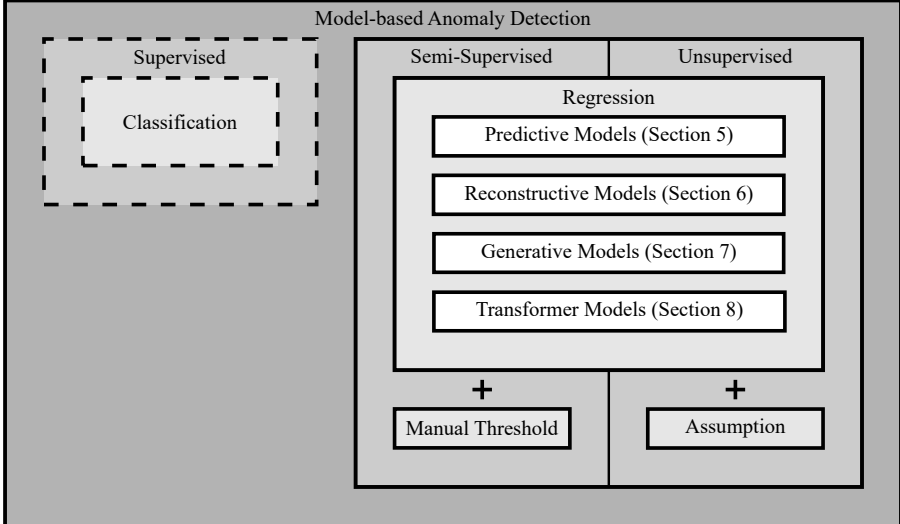 Model-based Anomaly Detection
Supervised
Classification
Semi-Supervised
Unsupervised
Regression
Predictive Models (Section 5)
Reconstructive Models (Section 6)
Generative Models (Section 7)
Transformer Models (Section 8)
+
Manual Threshold
+
Assumption